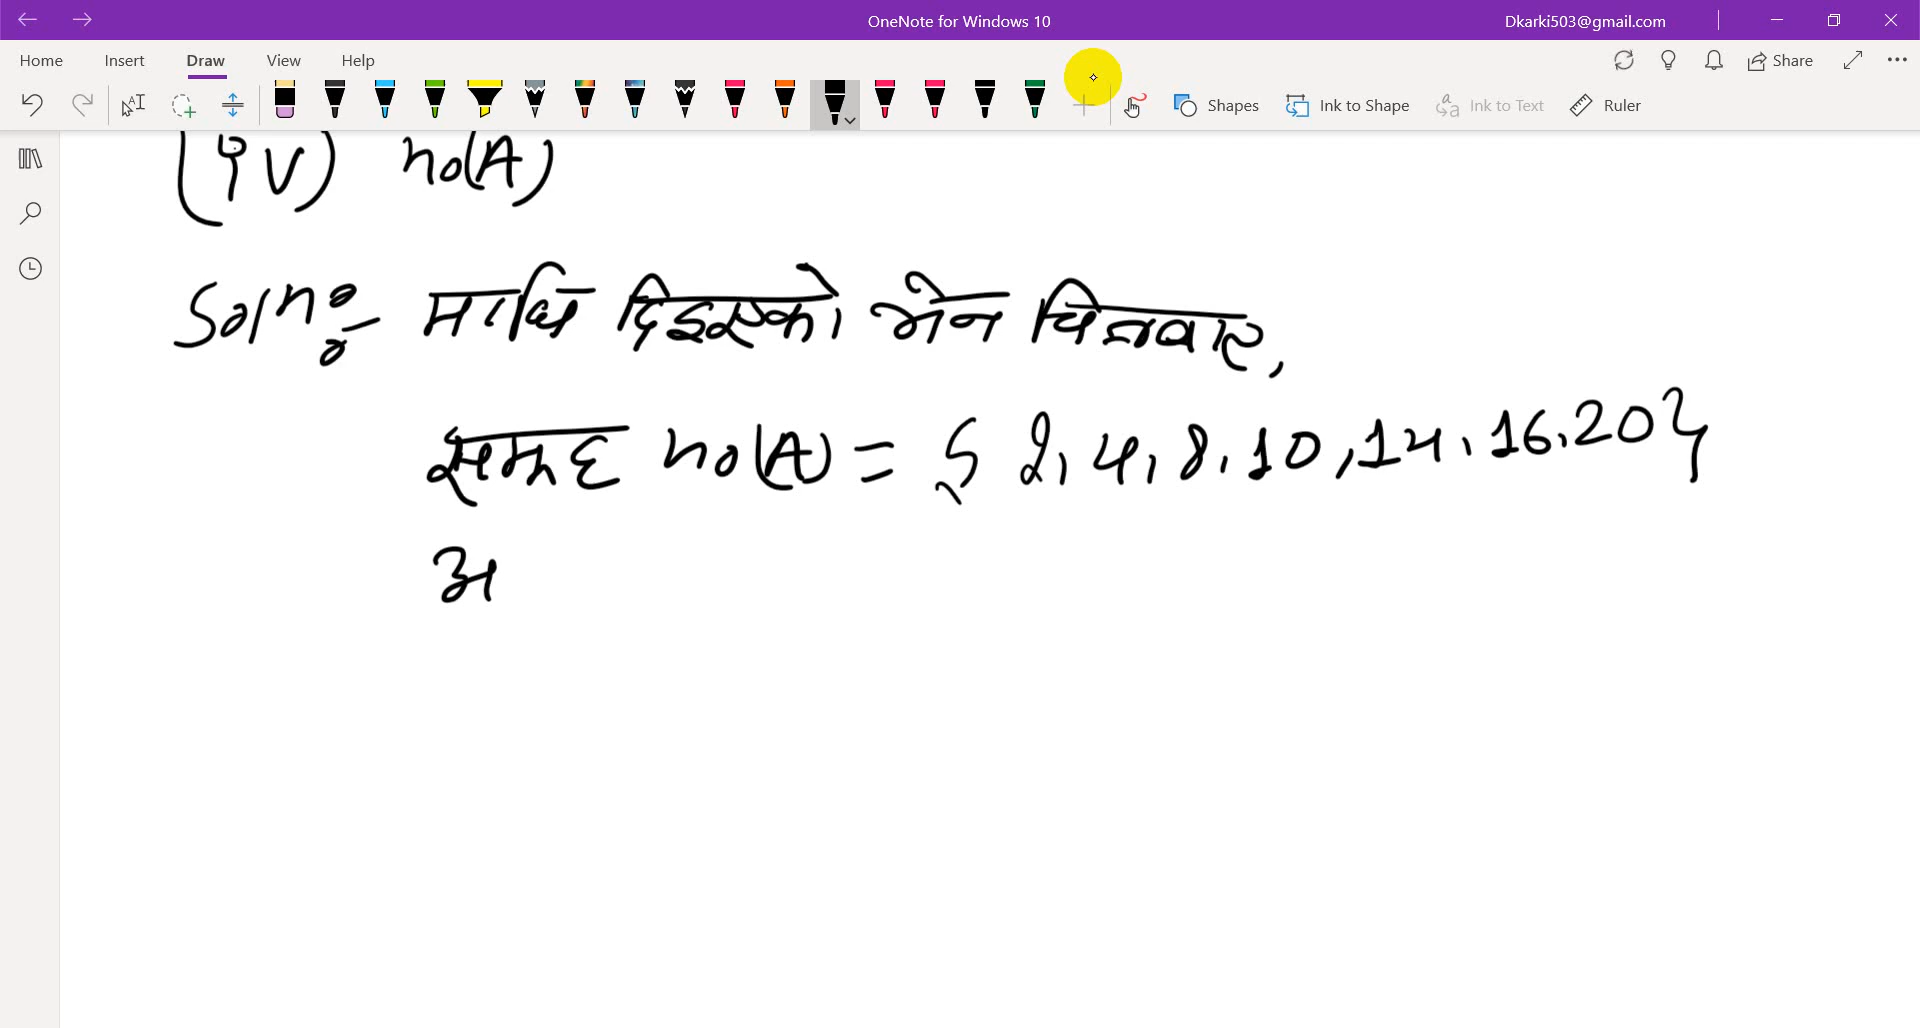 OneNote for Windows 10 Dkarki503@gmail.com
Home Insert Draw View Help Share
Shapes Ink to Shape Ink to Text Ruler
(iv) no(A)
Soln: माथि दिइएको भेन चित्रबाट,
समूह no(A) = { 2, 4, 8, 10, 14, 16, 20 }
अ